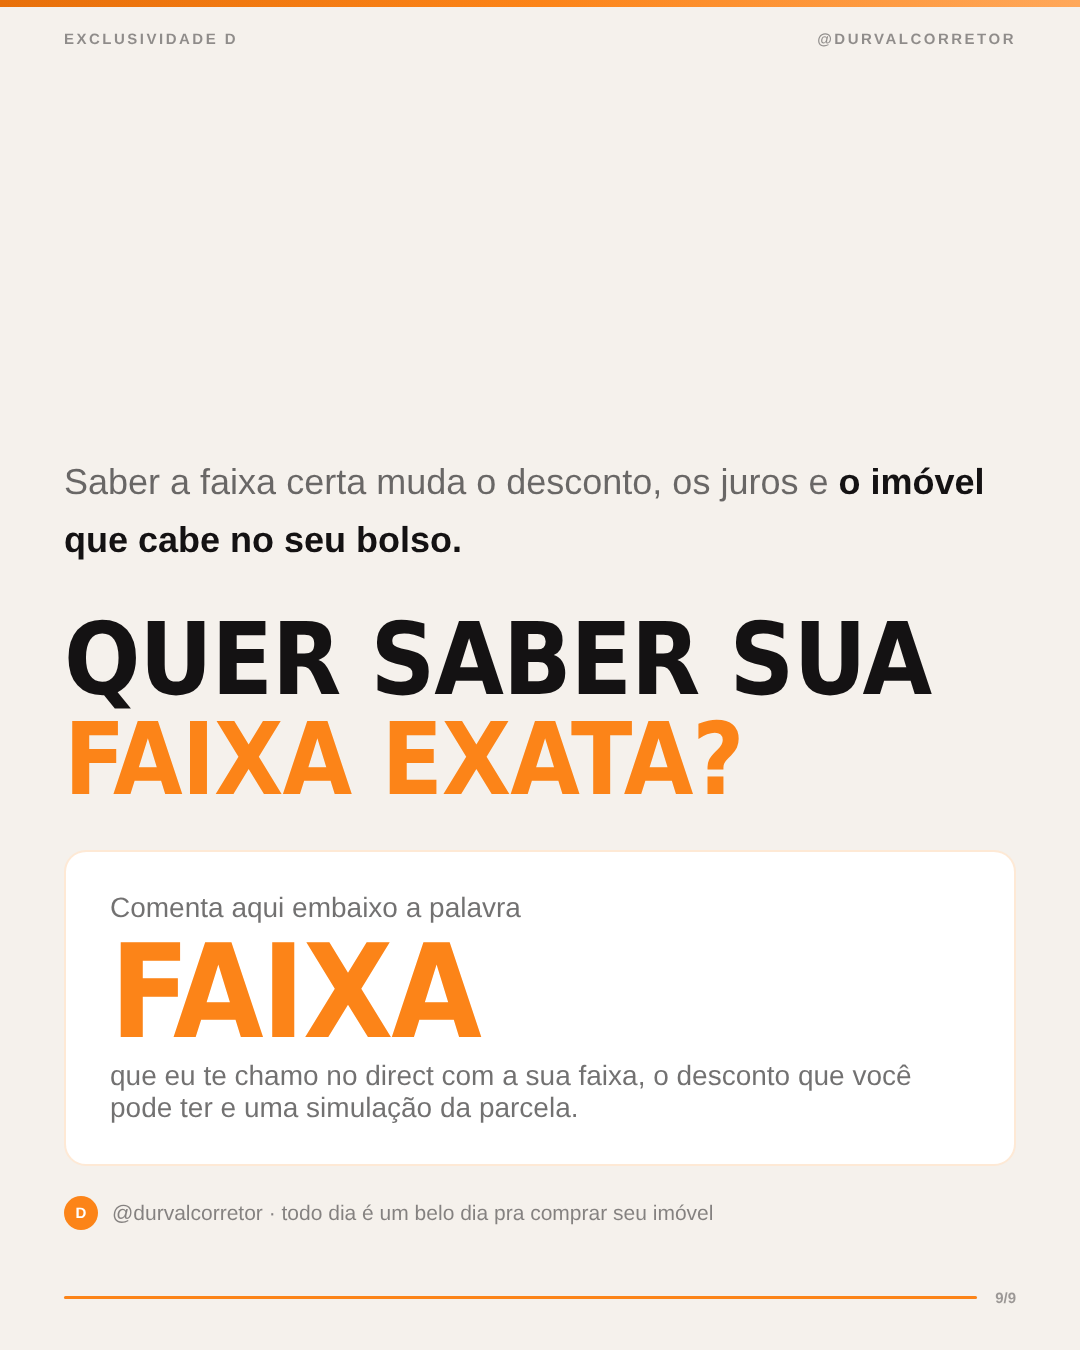 EXCLUSIVIDADE D
@DURVALCORRETOR
Saber a faixa certa muda o desconto, os juros e o imóvel
que cabe no seu bolso.
QUER SABER SUA
FAIXA EXATA?
Comenta aqui embaixo a palavra
FAIXA
que eu te chamo no direct com a sua faixa, o desconto que você
pode ter e uma simulação da parcela.
D
@durvalcorretor · todo dia é um belo dia pra comprar seu imóvel
9/9